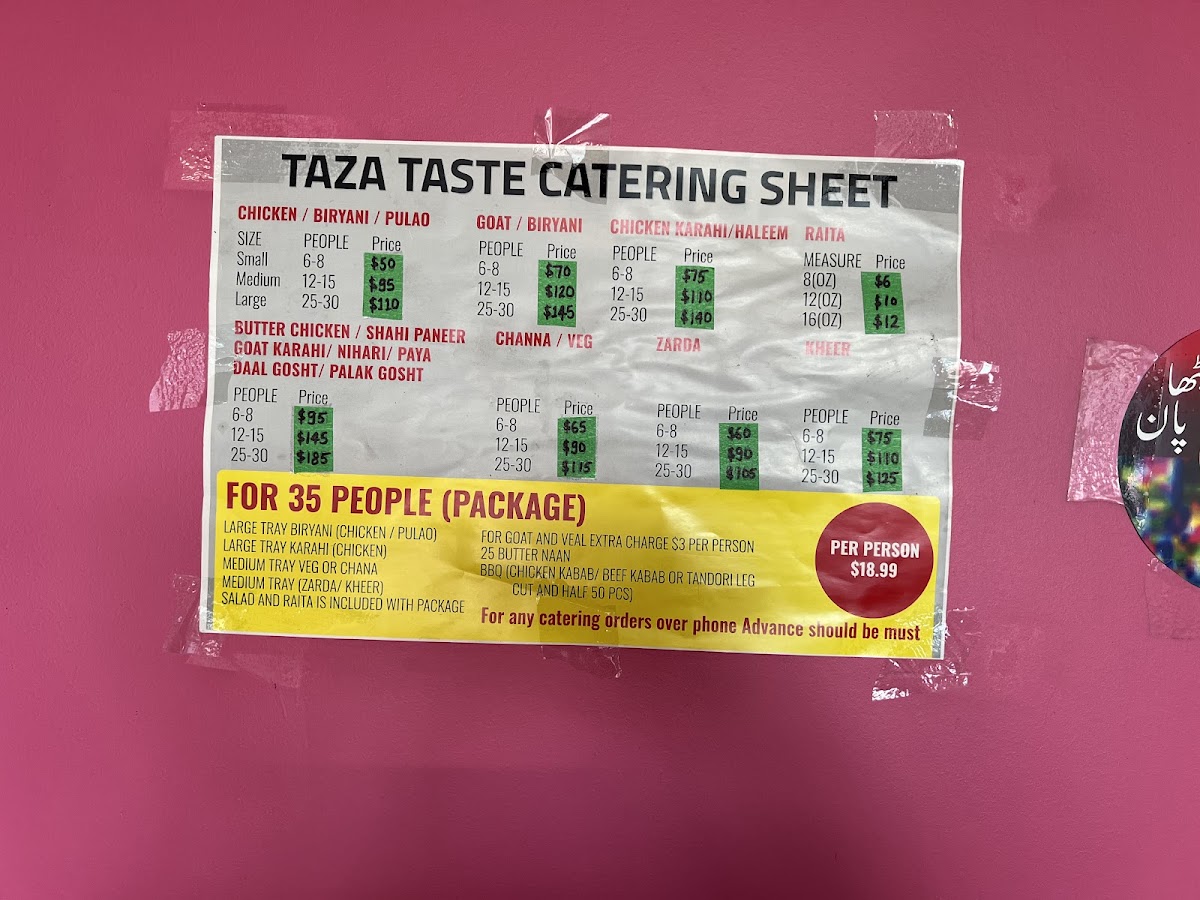 TAZA TASTE CATERING SHEET
CHICKEN / BIRYANI / PULAO
SIZE PEOPLE Price
Small 6-8 $50
Medium 12-15 $95
Large 25-30 $110
GOAT / BIRYANI
PEOPLE Price
6-8 $70
12-15 $120
25-30 $145
CHICKEN KARAHI/HALEEM
PEOPLE Price
6-8 $75
12-15 $110
25-30 $140
RAITA
MEASURE Price
8(OZ) $6
12(OZ) $10
16(OZ) $12
BUTTER CHICKEN / SHAHI PANEER
GOAT KARAHI/ NIHARI/ PAYA
DAAL GOSHT/ PALAK GOSHT
PEOPLE Price
6-8 $95
12-15 $145
25-30 $185
CHANNA / VEG
PEOPLE Price
6-8 $65
12-15 $90
25-30 $115
ZARDA
PEOPLE Price
6-8 $60
12-15 $90
25-30 $105
KHEER
PEOPLE Price
6-8 $75
12-15 $110
25-30 $125
FOR 35 PEOPLE (PACKAGE)
LARGE TRAY BIRYANI (CHICKEN / PULAO)
LARGE TRAY KARAHI (CHICKEN)
MEDIUM TRAY VEG OR CHANA
MEDIUM TRAY (ZARDA/ KHEER)
SALAD AND RAITA IS INCLUDED WITH PACKAGE
FOR GOAT AND VEAL EXTRA CHARGE $3 PER PERSON
25 BUTTER NAAN
BBQ (CHICKEN KABAB/ BEEF KABAB OR TANDORI LEG
CUT AND HALF 50 PCS)
For any catering orders over phone Advance should be must
PER PERSON
$18.99
پان